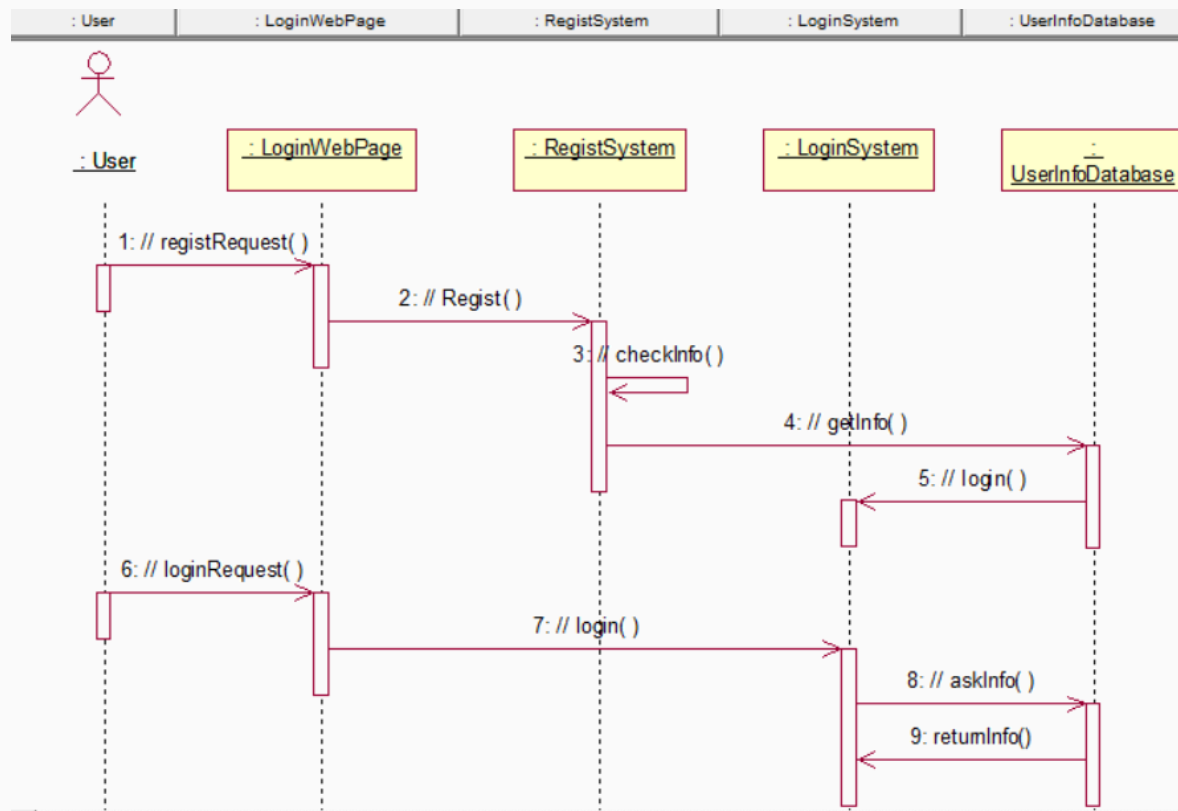 : User
: LoginWebPage
: RegistSystem
: LoginSystem
: UserInfoDatabase
: User
: LoginWebPage
: RegistSystem
: LoginSystem
:
UserInfoDatabase
1: // registRequest( )
2: // Regist( )
3: // checkInfo( )
4: // getInfo( )
5: // login( )
6: // loginRequest( )
7: // login( )
8: // askInfo( )
9: returnInfo()